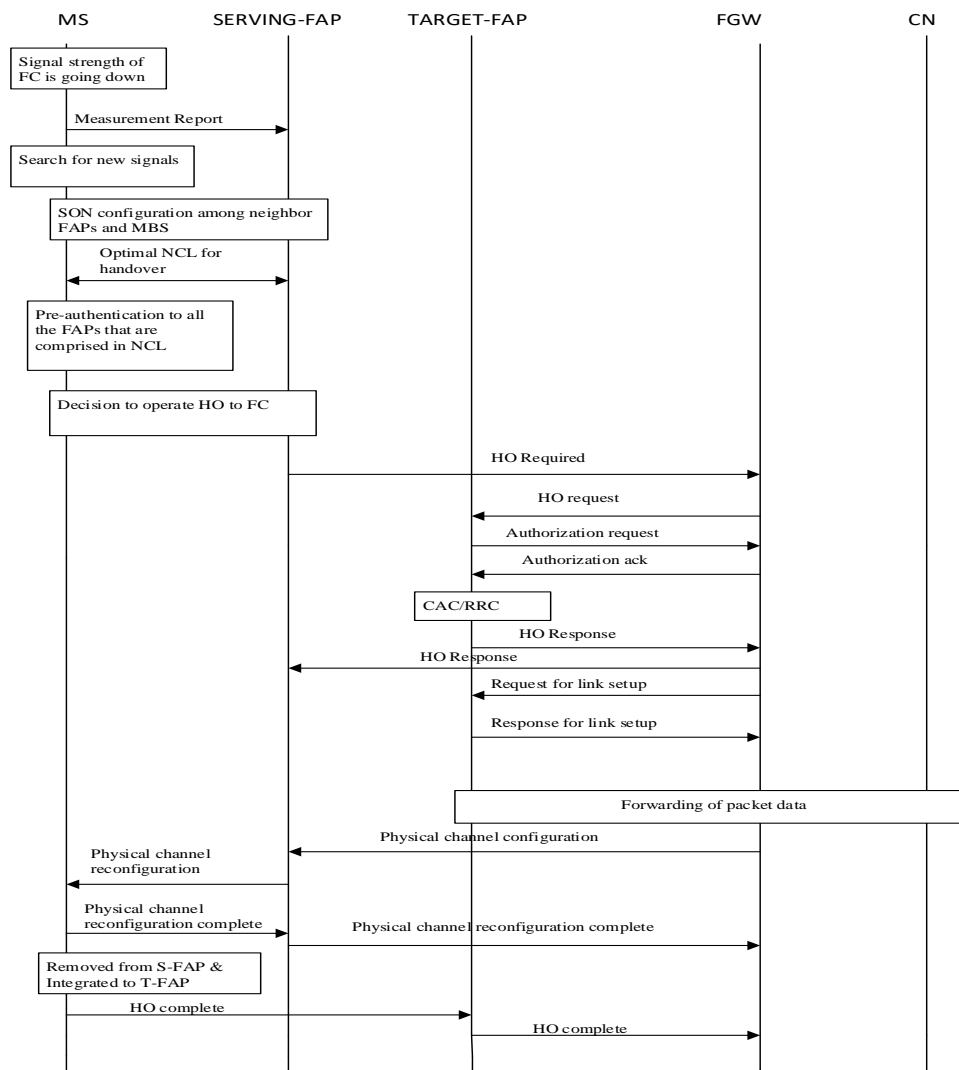 MS SERVING-FAP TARGET-FAP FGW CN
Signal strength of
FC is going down
Measurement Report
Search for new signals
SON configuration among neighbor
FAPs and MBS
Optimal NCL for
handover
Pre-authentication to all
the FAPs that are
comprised in NCL
Decision to operate HO to FC
HO Required
HO request
Authorization request
Authorization ack
CAC/RRC
HO Response
HO Response
Request for link setup
Response for link setup
Forwarding of packet data
Physical channel configuration
Physical channel
reconfiguration
Physical channel
reconfiguration complete
Physical channel reconfiguration complete
Removed from S-FAP &
Integrated to T-FAP
HO complete
HO complete